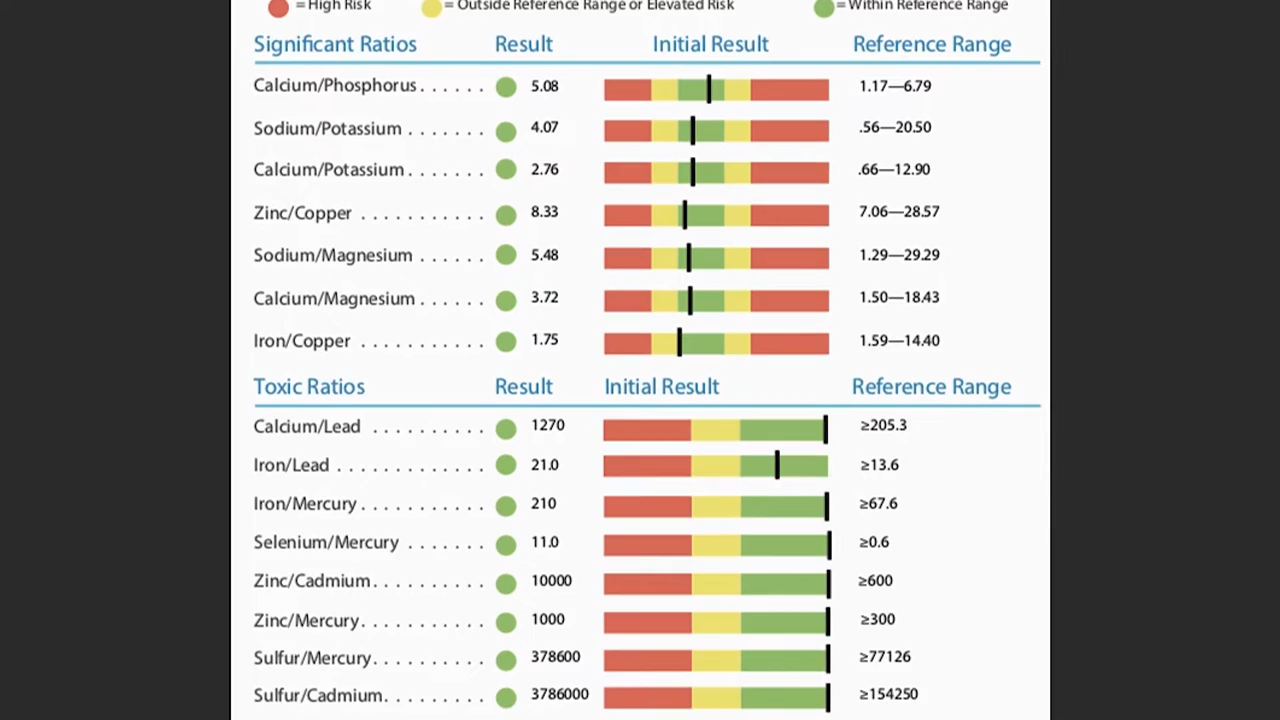 = High Risk = Outside Reference Range or Elevated Risk = Within Reference Range
Significant Ratios Result Initial Result Reference Range
Calcium/Phosphorus . . . . . . 5.08 1.17—6.79
Sodium/Potassium . . . . . . . 4.07 .56—20.50
Calcium/Potassium . . . . . . . 2.76 .66—12.90
Zinc/Copper . . . . . . . . . . . 8.33 7.06—28.57
Sodium/Magnesium . . . . . . 5.48 1.29—29.29
Calcium/Magnesium . . . . . . 3.72 1.50—18.43
Iron/Copper . . . . . . . . . . . 1.75 1.59—14.40
Toxic Ratios Result Initial Result Reference Range
Calcium/Lead . . . . . . . . . . 1270 ≥205.3
Iron/Lead . . . . . . . . . . . . . 21.0 ≥13.6
Iron/Mercury . . . . . . . . . . . 210 ≥67.6
Selenium/Mercury . . . . . . . 11.0 ≥0.6
Zinc/Cadmium . . . . . . . . . . 10000 ≥600
Zinc/Mercury . . . . . . . . . . . 1000 ≥300
Sulfur/Mercury . . . . . . . . . . 378600 ≥77126
Sulfur/Cadmium . . . . . . . . . 3786000 ≥154250